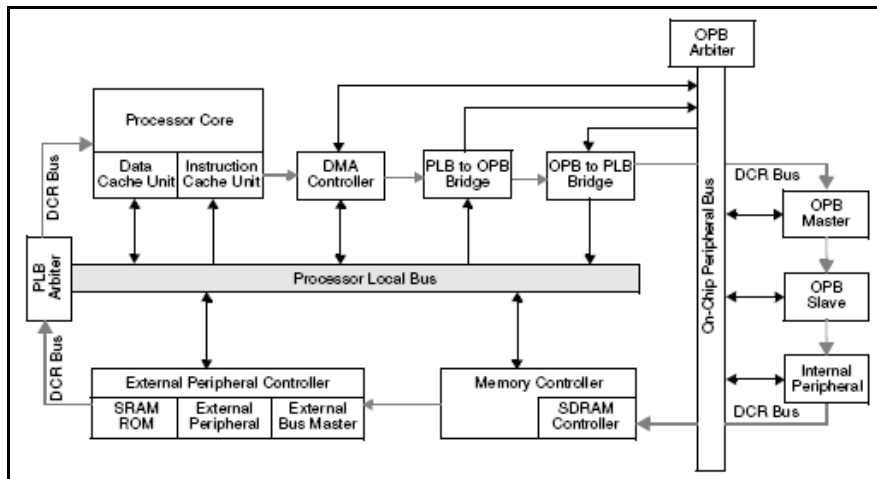 OPB
Arbiter
Processor Core
Data
Cache Unit
Instruction
Cache Unit
DMA
Controller
PLB to OPB
Bridge
OPB to PLB
Bridge
DCR Bus
DCR Bus
OPB
Master
PLB
Arbiter
Processor Local Bus
On-Chip Peripheral Bus
OPB
Slave
DCR Bus
External Peripheral Controller
SRAM
ROM
External
Peripheral
External
Bus Master
Memory Controller
SDRAM
Controller
Internal
Peripheral
DCR Bus